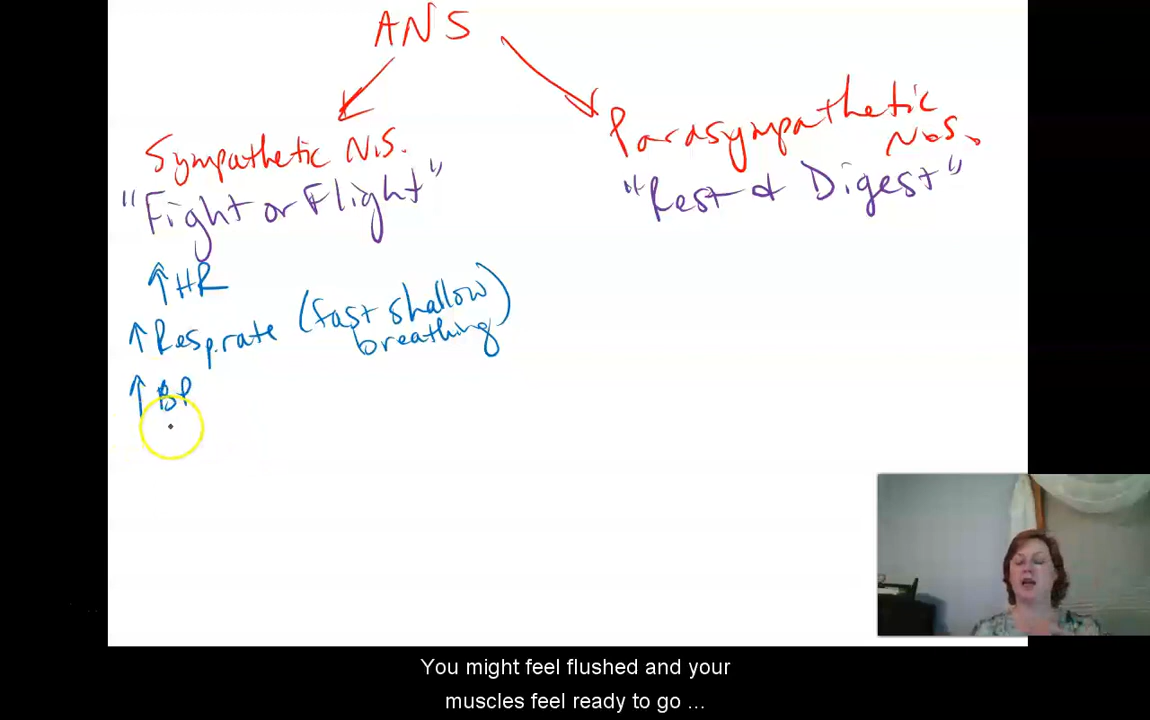 ANS
Sympathetic N.S.
"Fight or Flight"
↑ HR
↑ Resp.rate (fast shallow
breathing)
↑ BP
Parasympathetic
N.S.
"Rest & Digest"
You might feel flushed and your
muscles feel ready to go ...